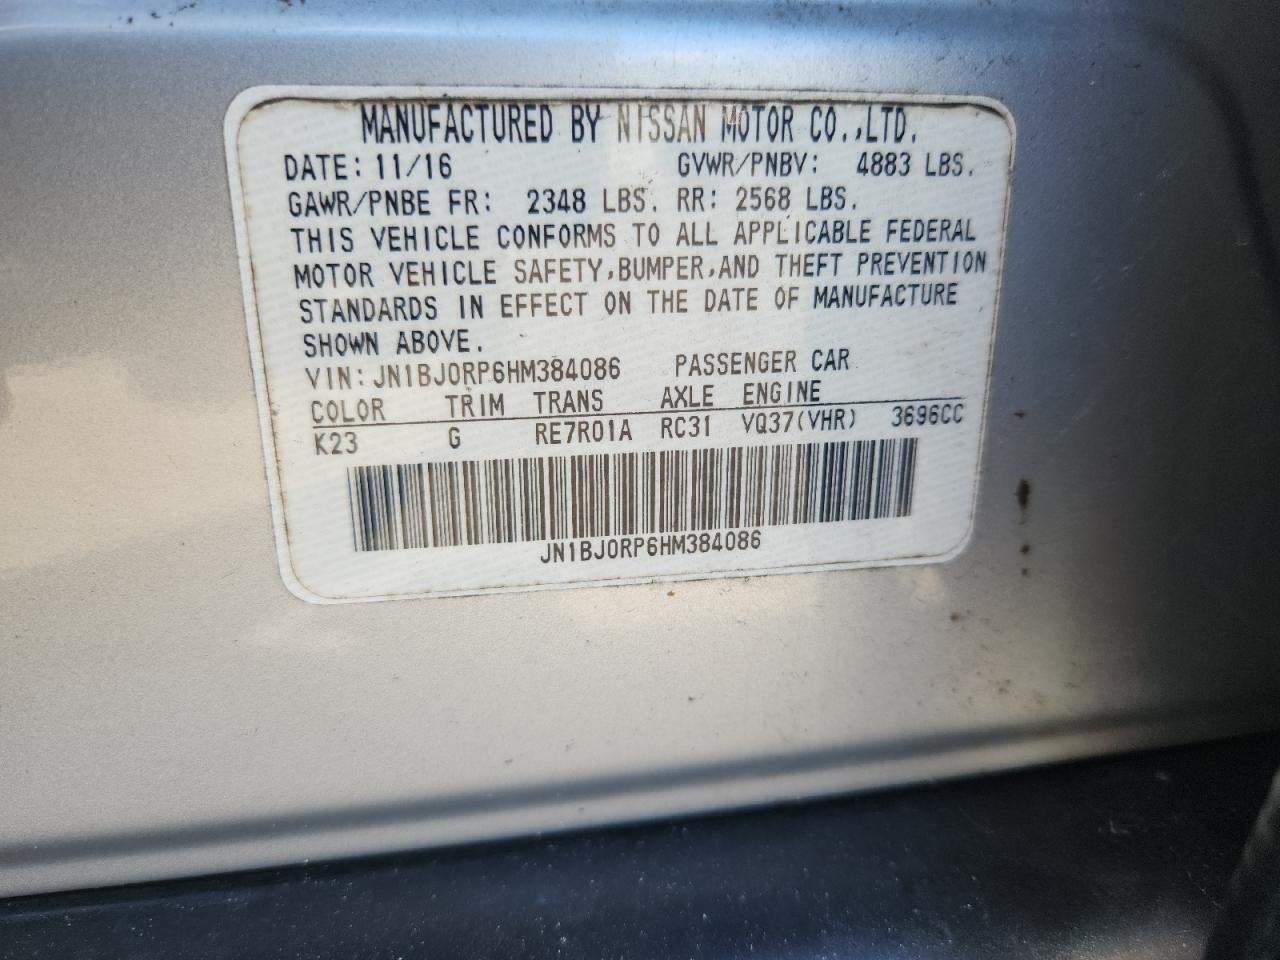 MANUFACTURED BY NISSAN MOTOR CO.,LTD.
DATE: 11/16 GVWR/PNBV: 4883 LBS.
GAWR/PNBE FR: 2348 LBS. RR: 2568 LBS.
THIS VEHICLE CONFORMS TO ALL APPLICABLE FEDERAL
MOTOR VEHICLE SAFETY,BUMPER,AND THEFT PREVENTION
STANDARDS IN EFFECT ON THE DATE OF MANUFACTURE
SHOWN ABOVE.
VIN: JN1BJ0RP6HM384086 PASSENGER CAR
COLOR TRIM TRANS AXLE ENGINE
K23 G RE7R01A RC31 VQ37(VHR) 3696CC
JN1BJ0RP6HM384086